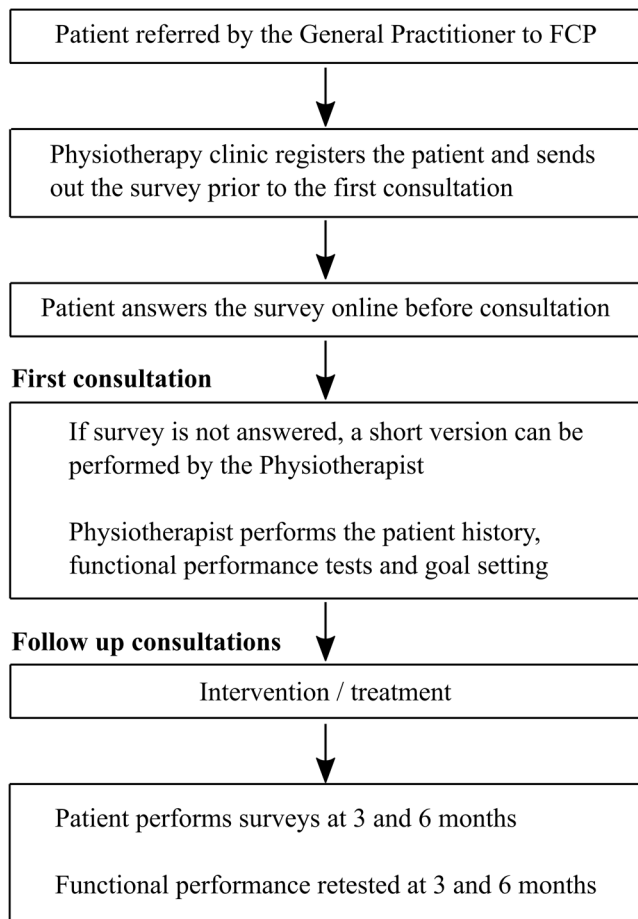 Patient referred by the General Practitioner to FCP
Physiotherapy clinic registers the patient and sends
out the survey prior to the first consultation
Patient answers the survey online before consultation
First consultation
If survey is not answered, a short version can be
performed by the Physiotherapist
Physiotherapist performs the patient history,
functional performance tests and goal setting
Follow up consultations
Intervention / treatment
Patient performs surveys at 3 and 6 months
Functional performance retested at 3 and 6 months